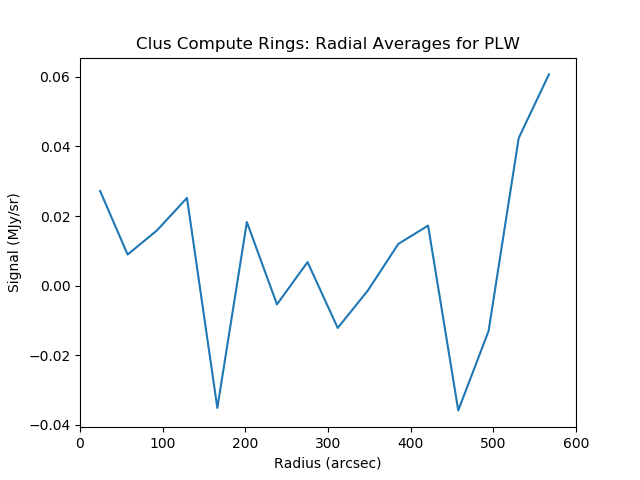 Clus Compute Rings: Radial Averages for PLW
Signal (MJy/sr)
0.06
0.04
0.02
0.00
−0.02
−0.04
0 100 200 300 400 500 600
Radius (arcsec)